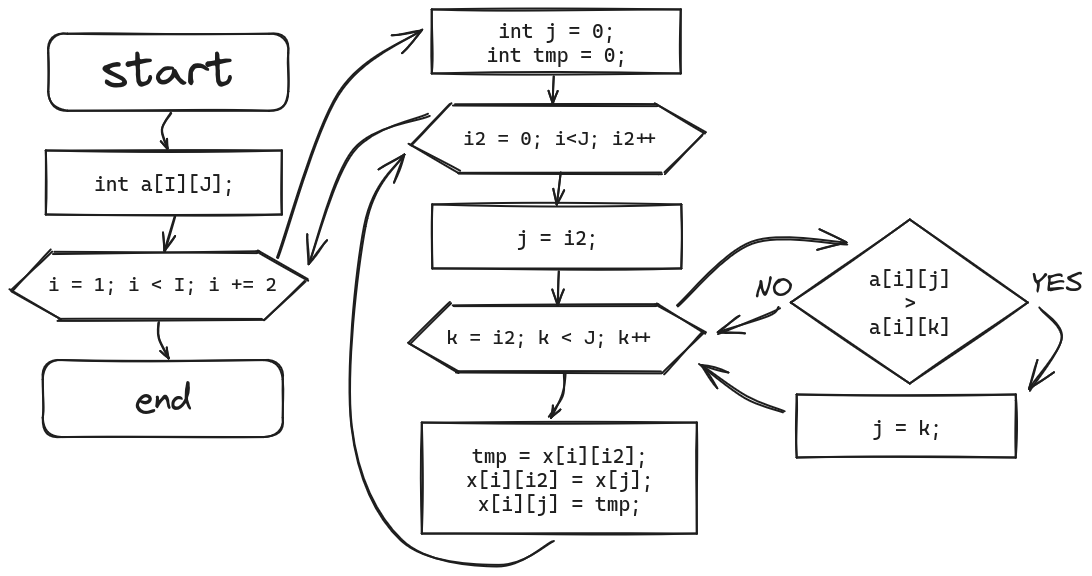 start
int a[I][J];
i = 1; i < I; i += 2
end
int j = 0;
int tmp = 0;
i2 = 0; i<J; i2++
j = i2;
k = i2; k < J; k++
tmp = x[i][i2];
x[i][i2] = x[j];
x[i][j] = tmp;
a[i][j]
>
a[i][k]
NO
YES
j = k;